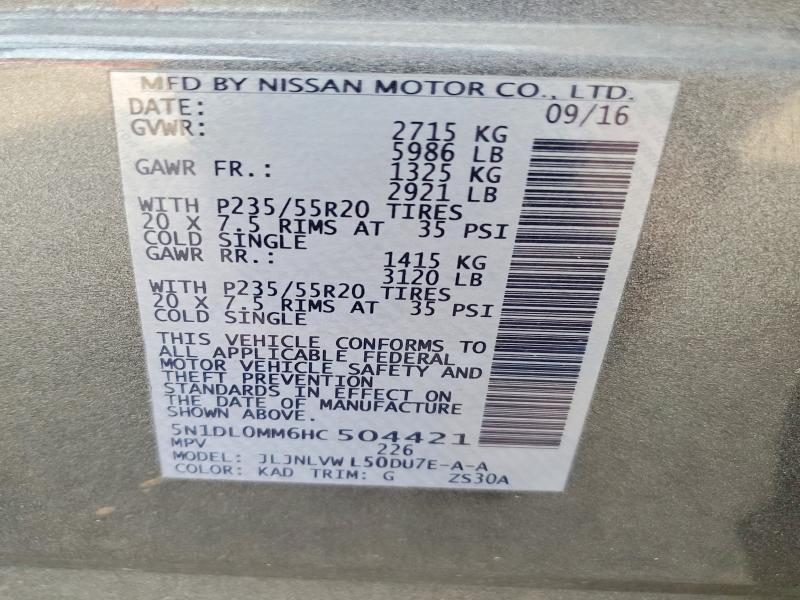 MFD BY NISSAN MOTOR CO., LTD.
DATE: 09/16
GVWR: 2715 KG
5986 LB
GAWR FR.: 1325 KG
2921 LB
WITH P235/55R20 TIRES
20 X 7.5 RIMS AT 35 PSI
COLD SINGLE
GAWR RR.: 1415 KG
3120 LB
WITH P235/55R20 TIRES
20 X 7.5 RIMS AT 35 PSI
COLD SINGLE
THIS VEHICLE CONFORMS TO
ALL APPLICABLE FEDERAL
MOTOR VEHICLE SAFETY AND
THEFT PREVENTION
STANDARDS IN EFFECT ON
THE DATE OF MANUFACTURE
SHOWN ABOVE.
5N1DL0MM6HC 504421
MPV 226
MODEL: JLJNLVW L50DU7E-A-A
COLOR: KAD TRIM: G ZS30A